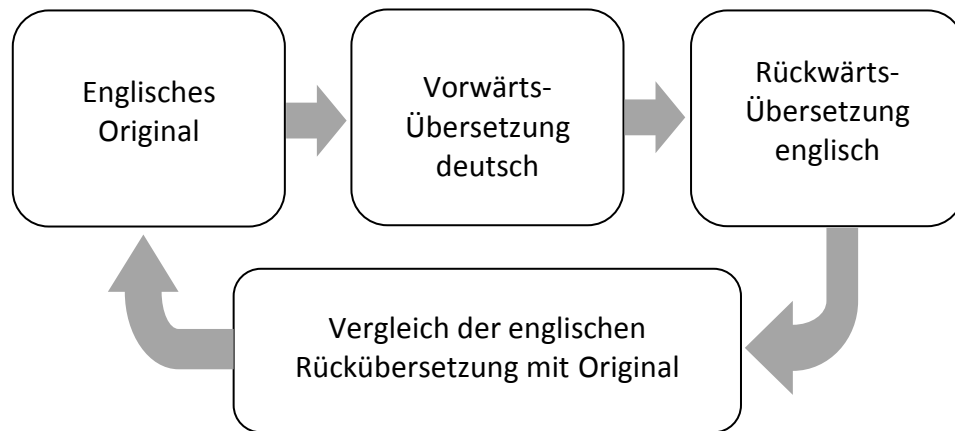 Englisches
Original
Vorwärts-
Übersetzung
deutsch
Rückwärts-
Übersetzung
englisch
Vergleich der englischen
Rückübersetzung mit Original